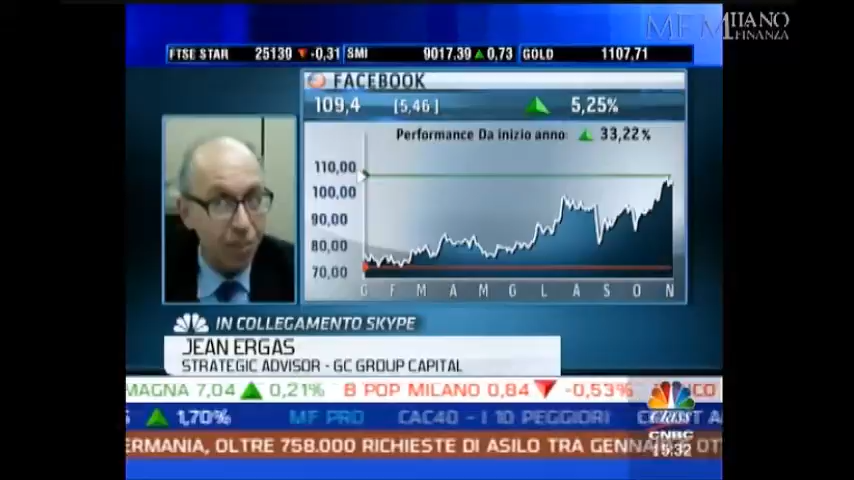 MF MILANO
FINANZA
FTSE STAR 25139 -0,31 SMI 9017.39 0,73 GOLD 1107,71
FACEBOOK
109,4 [5,46] 5,25%
Performance Da inizio anno: 33,22%
110,00
100,00
90,00
80,00
70,00
G F M A M G L A S O N
IN COLLEGAMENTO SKYPE
JEAN ERGAS
STRATEGIC ADVISOR - GC GROUP CAPITAL
MAGNA 7,04 0,21% B POP MILANO 0,84 -0,53%
1,70% MF PRO CAC40 - I 10 PEGGIORI
CLASS
CNBC
ERMANIA, OLTRE 758.000 RICHIESTE DI ASILO TRA
15:32